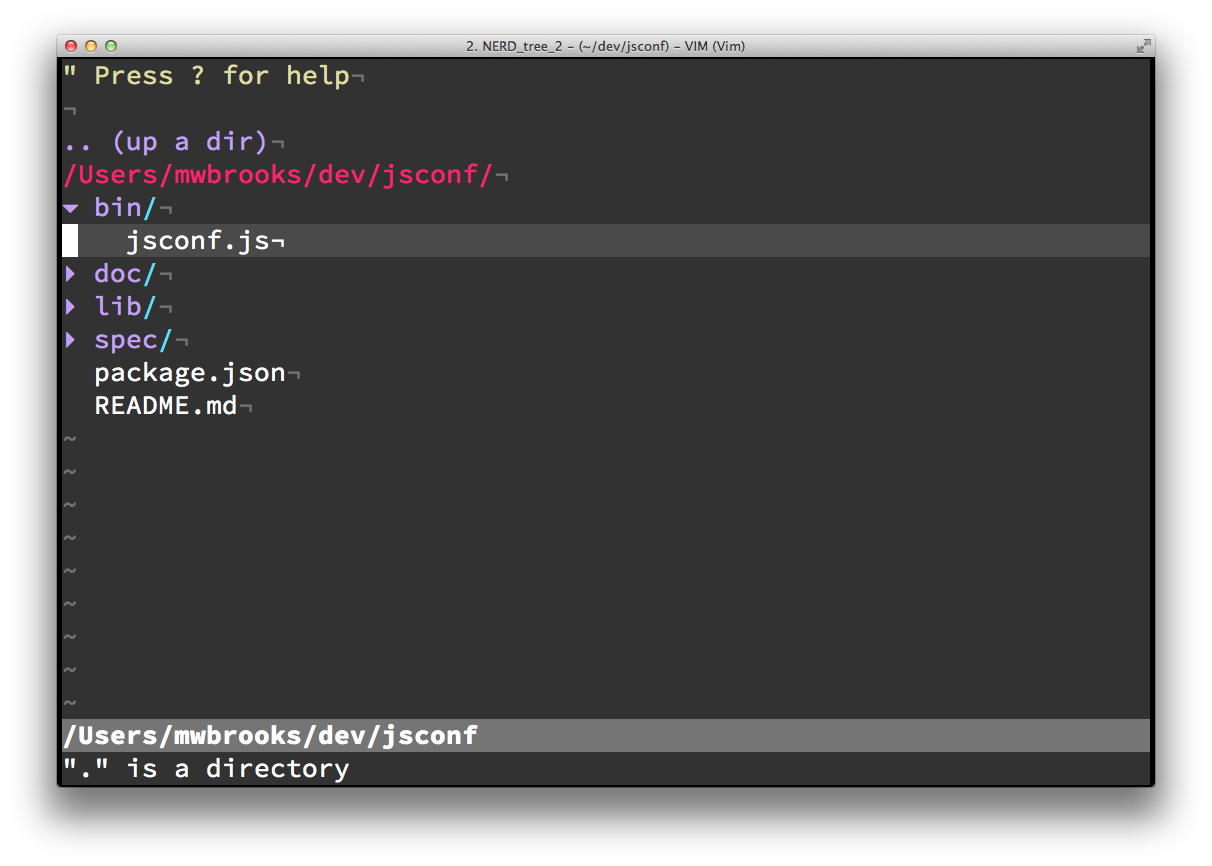 2. NERD_tree_2 – (~/dev/jsconf) – VIM (Vim)
" Press ? for help¬
¬
.. (up a dir)¬
/Users/mwbrooks/dev/jsconf/¬
▾ bin/¬
jsconf.js¬
▸ doc/¬
▸ lib/¬
▸ spec/¬
package.json¬
README.md¬
~
~
~
~
~
~
~
~
~
/Users/mwbrooks/dev/jsconf
"." is a directory